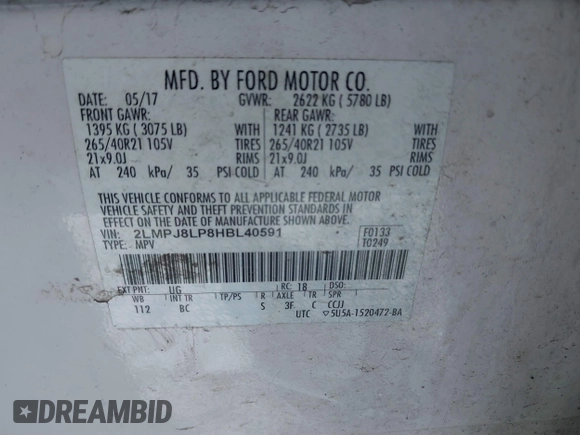 MFD. BY FORD MOTOR CO.
DATE: 05/17 GVWR: 2622 KG ( 5780 LB)
FRONT GAWR: REAR GAWR:
1395 KG ( 3075 LB) WITH 1241 KG ( 2735 LB) WITH
265/40R21 105V TIRES 265/40R21 105V TIRES
21x9.0J RIMS 21x9.0J RIMS
AT 240 kPa/ 35 PSI COLD AT 240 kPa/ 35 PSI COLD
THIS VEHICLE CONFORMS TO ALL APPLICABLE FEDERAL MOTOR
VEHICLE SAFETY AND THEFT PREVENTION STANDARDS IN
EFFECT ON THE DATE OF MANUFACTURE SHOWN ABOVE.
VIN: 2LMPJ8LP8HBL40591 F0133
TYPE: MPV T0249
EXT PNT: UG RC: 18 DSO:
WB INT TR TP/PS R AXLE TR SPR
112 BC S 3F C CCJJ
UTC ▽5U5A-1520472-BA
DREAMBID